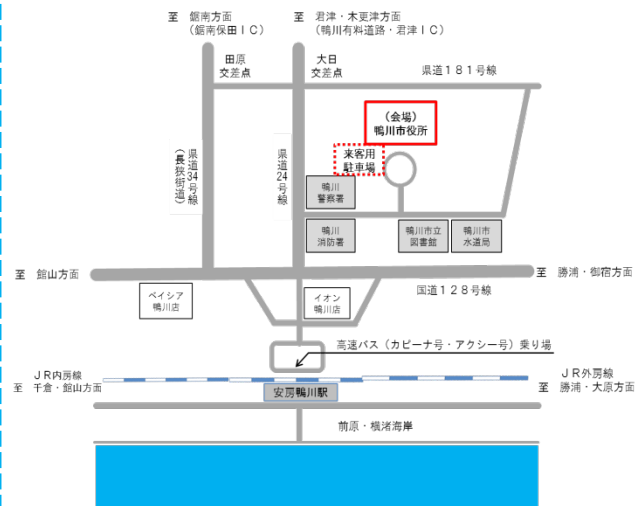 至 鋸南方面
（鋸南保田ＩＣ）
至 君津・木更津方面
（鴨川有料道路・君津ＩＣ）
田原
交差点
大日
交差点
県道１８１号線
（会場）
鴨川市役所
来客用
駐車場
県道34号線
（長狭街道）
県道24号線
鴨川
警察署
鴨川
消防署
鴨川市立
図書館
鴨川市
水道局
至 館山方面
至 勝浦・御宿方面
国道１２８号線
ベイシア
鴨川店
イオン
鴨川店
高速バス（カピーナ号・アクシー号）乗り場
ＪＲ内房線
至 千倉・館山方面
ＪＲ外房線
至 勝浦・大原方面
安房鴨川駅
前原・横渚海岸